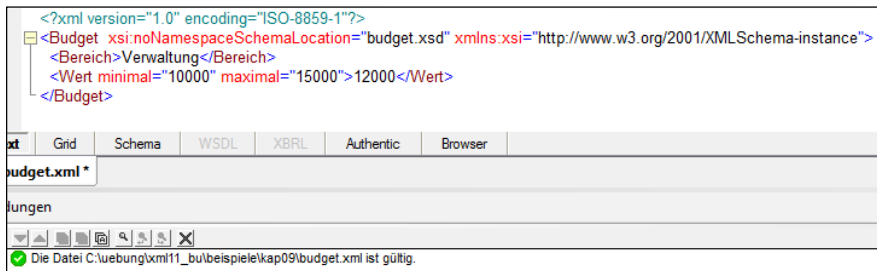 <?xml version="1.0" encoding="ISO-8859-1"?>
<Budget xsi:noNamespaceSchemaLocation="budget.xsd" xmlns:xsi="http://www.w3.org/2001/XMLSchema-instance">
<Bereich>Verwaltung</Bereich>
<Wert minimal="10000" maximal="15000">12000</Wert>
</Budget>
xt Grid Schema WSDL XBRL Authentic Browser
budget.xml *
dungen
Die Datei C:\uebung\xml11_bu\beispiele\kap09\budget.xml ist gültig.